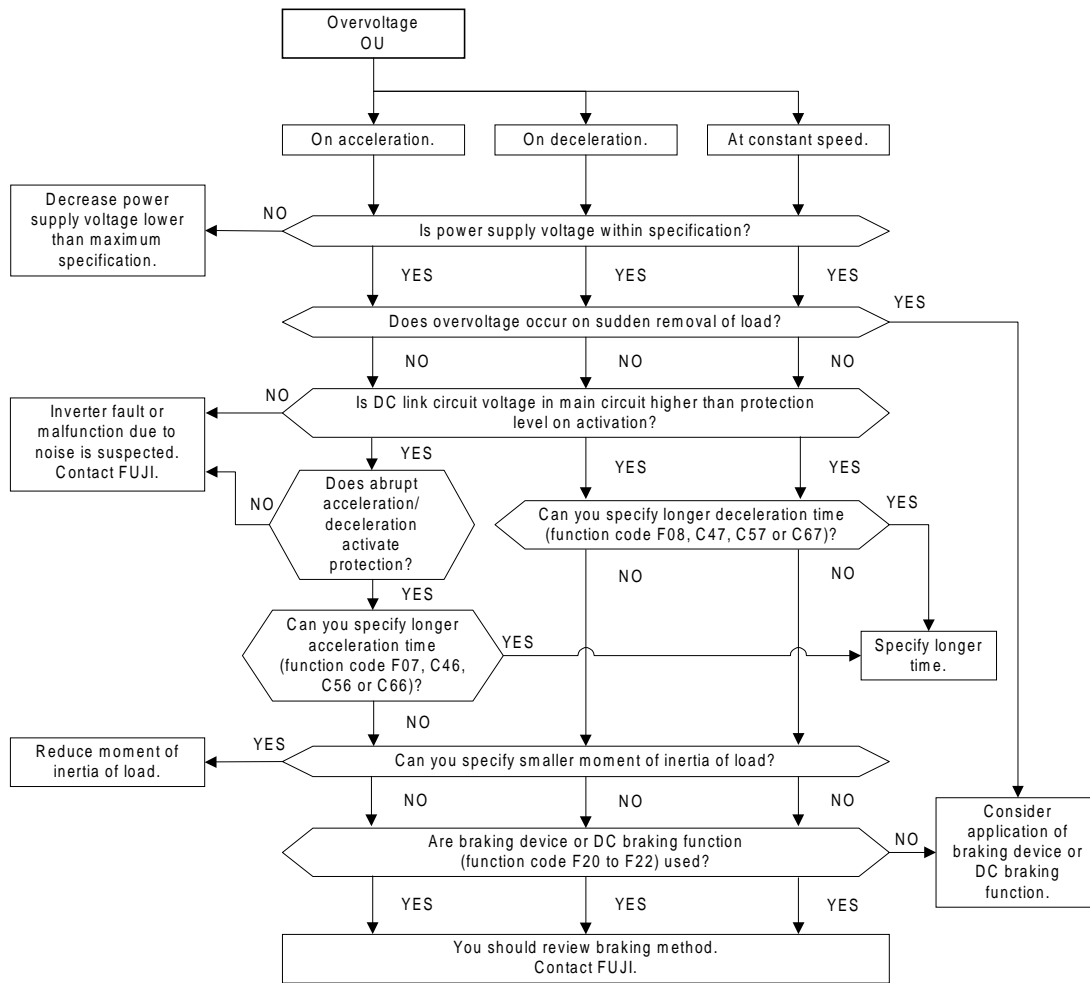 Overvoltage
OU
On acceleration.
On deceleration.
At constant speed.
Decrease power
supply voltage lower
than maximum
specification.
NO
Is power supply voltage within specification?
YES
YES
YES
YES
Does overvoltage occur on sudden removal of load?
NO
NO
NO
Inverter fault or
malfunction due to
noise is suspected.
Contact FUJI.
NO
Is DC link circuit voltage in main circuit higher than protection
level on activation?
YES
YES
YES
NO
Does abrupt
acceleration/
deceleration
activate
protection?
Can you specify longer deceleration time
(function code F08, C47, C57 or C67)?
YES
YES
NO
NO
Can you specify longer
acceleration time
(function code F07, C46,
C56 or C66)?
YES
Specify longer
time.
NO
Reduce moment of
inertia of load.
YES
Can you specify smaller moment of inertia of load?
NO
NO
NO
Are braking device or DC braking function
(function code F20 to F22) used?
NO
Consider
application of
braking device or
DC braking
function.
YES
YES
YES
You should review braking method.
Contact FUJI.